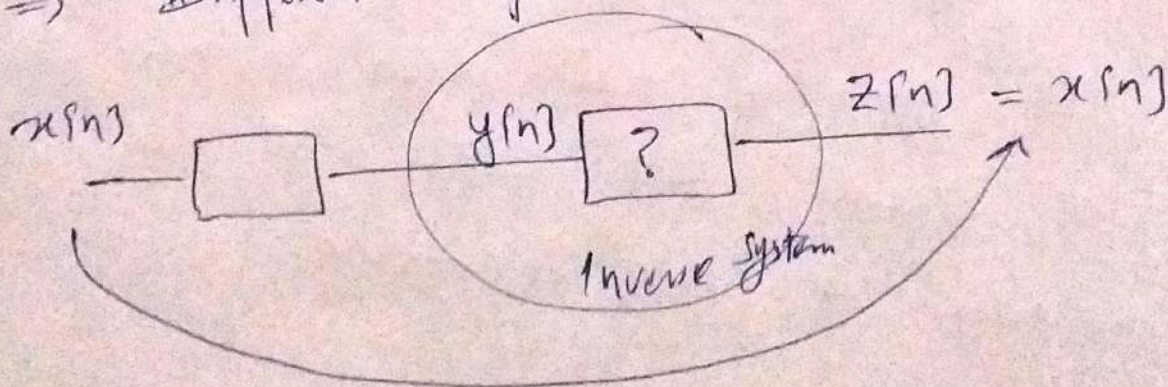 ⇒
x[n] y[n] ? z[n] = x[n]
Inverse system